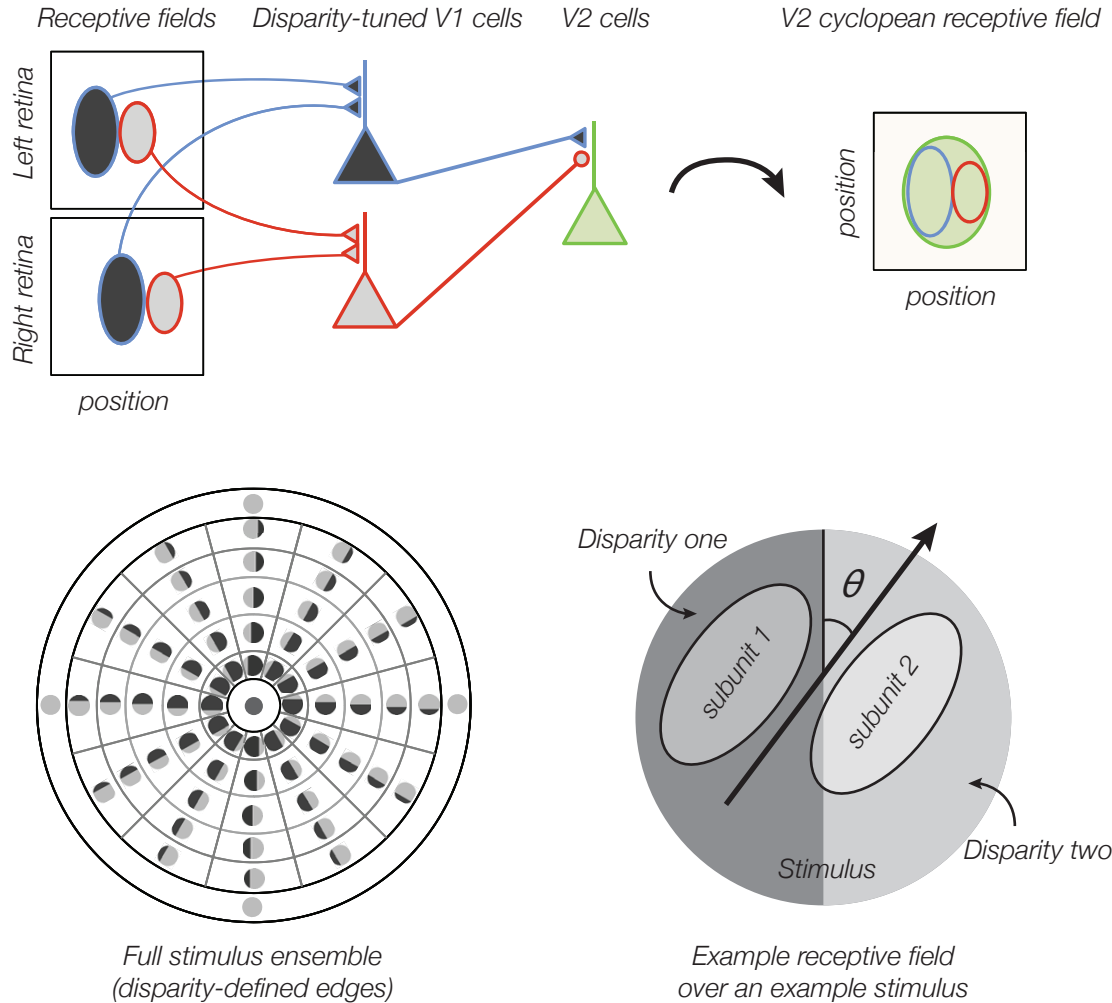 Receptive fields
Disparity-tuned V1 cells
V2 cells
V2 cyclopean receptive field
Left retina
Right retina
position
position
position
Disparity one
θ
subunit 1
subunit 2
Stimulus
Disparity two
Full stimulus ensemble
(disparity-defined edges)
Example receptive field
over an example stimulus